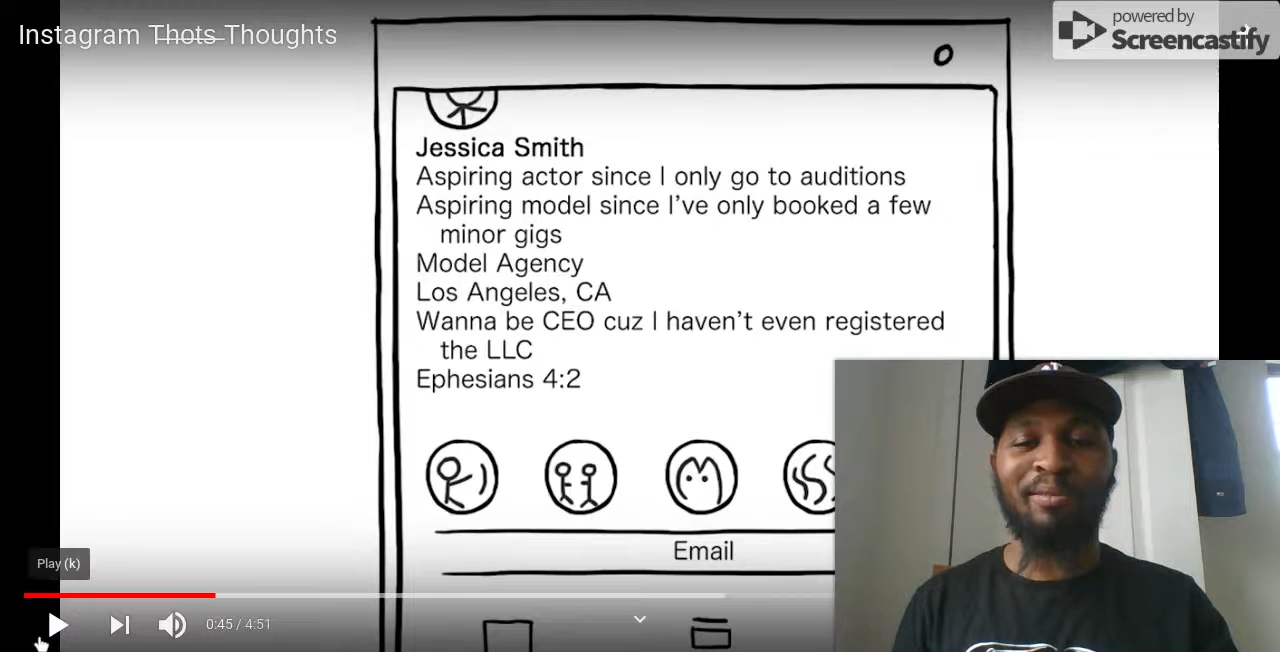 Instagram Thots Thoughts
powered by
Screencastify
Jessica Smith
Aspiring actor since I only go to auditions
Aspiring model since I've only booked a few
minor gigs
Model Agency
Los Angeles, CA
Wanna be CEO cuz I haven't even registered
the LLC
Ephesians 4:2
Email
Play (k)
0:45 / 4:51